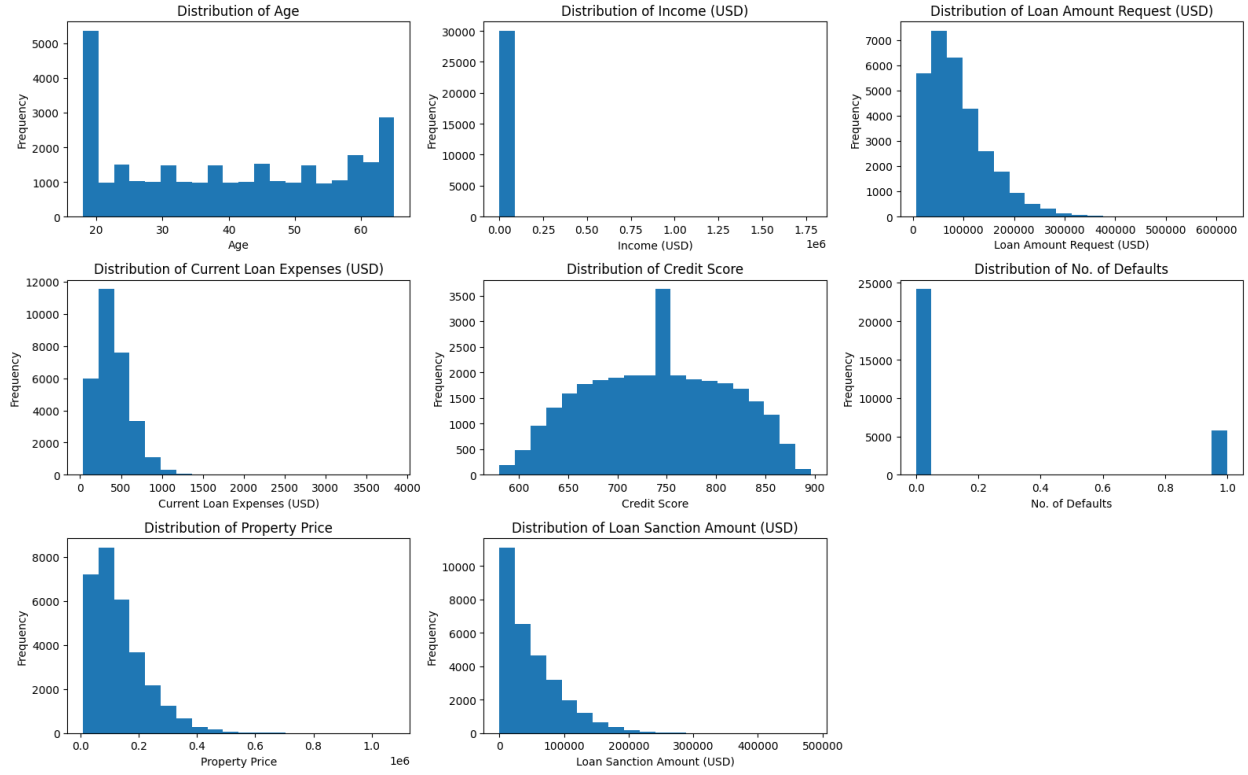 Distribution of Age
5000
4000
3000
2000
1000
0
Frequency
20 30 40 50 60
Age
Distribution of Income (USD)
30000
25000
20000
15000
10000
5000
0
Frequency
0.00 0.25 0.50 0.75 1.00 1.25 1.50 1.75
1e6
Income (USD)
Distribution of Loan Amount Request (USD)
7000
6000
5000
4000
3000
2000
1000
0
Frequency
0 100000 200000 300000 400000 500000 600000
Loan Amount Request (USD)
Distribution of Current Loan Expenses (USD)
12000
10000
8000
6000
4000
2000
0
Frequency
0 500 1000 1500 2000 2500 3000 3500 4000
Current Loan Expenses (USD)
Distribution of Credit Score
3500
3000
2500
2000
1500
1000
500
0
Frequency
600 650 700 750 800 850 900
Credit Score
Distribution of No. of Defaults
25000
20000
15000
10000
5000
0
Frequency
0.0 0.2 0.4 0.6 0.8 1.0
No. of Defaults
Distribution of Property Price
8000
6000
4000
2000
0
Frequency
0.0 0.2 0.4 0.6 0.8 1.0
1e6
Property Price
Distribution of Loan Sanction Amount (USD)
10000
8000
6000
4000
2000
0
Frequency
0 100000 200000 300000 400000 500000
Loan Sanction Amount (USD)